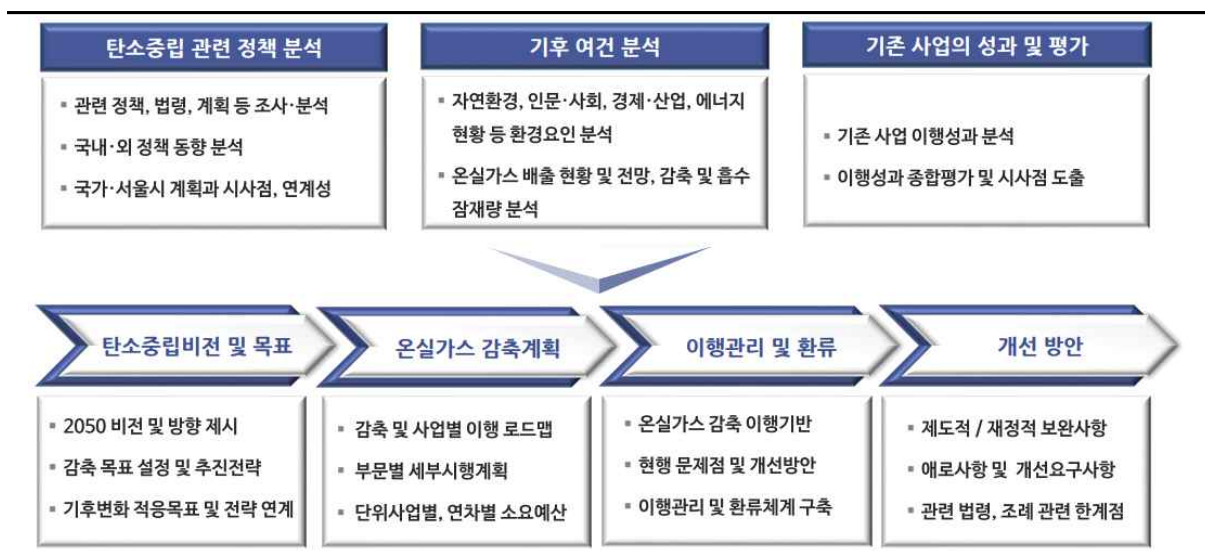 탄소중립 관련 정책 분석
▪ 관련 정책, 법령, 계획 등 조사·분석
▪ 국내·외 정책 동향 분석
▪ 국가·서울시 계획과 시사점, 연계성
기후 여건 분석
▪ 자연환경, 인문·사회, 경제·산업, 에너지
현황 등 환경요인 분석
▪ 온실가스 배출 현황 및 전망, 감축 및 흡수
잠재량 분석
기존 사업의 성과 및 평가
▪ 기존 사업 이행성과 분석
▪ 이행성과 종합평가 및 시사점 도출
탄소중립비전 및 목표
▪ 2050 비전 및 방향 제시
▪ 감축 목표 설정 및 추진전략
▪ 기후변화 적응목표 및 전략 연계
온실가스 감축계획
▪ 감축 및 사업별 이행 로드맵
▪ 부문별 세부시행계획
▪ 단위사업별, 연차별 소요예산
이행관리 및 환류
▪ 온실가스 감축 이행기반
▪ 현행 문제점 및 개선방안
▪ 이행관리 및 환류체계 구축
개선 방안
▪ 제도적 / 재정적 보완사항
▪ 애로사항 및 개선요구사항
▪ 관련 법령, 조례 관련 한계점